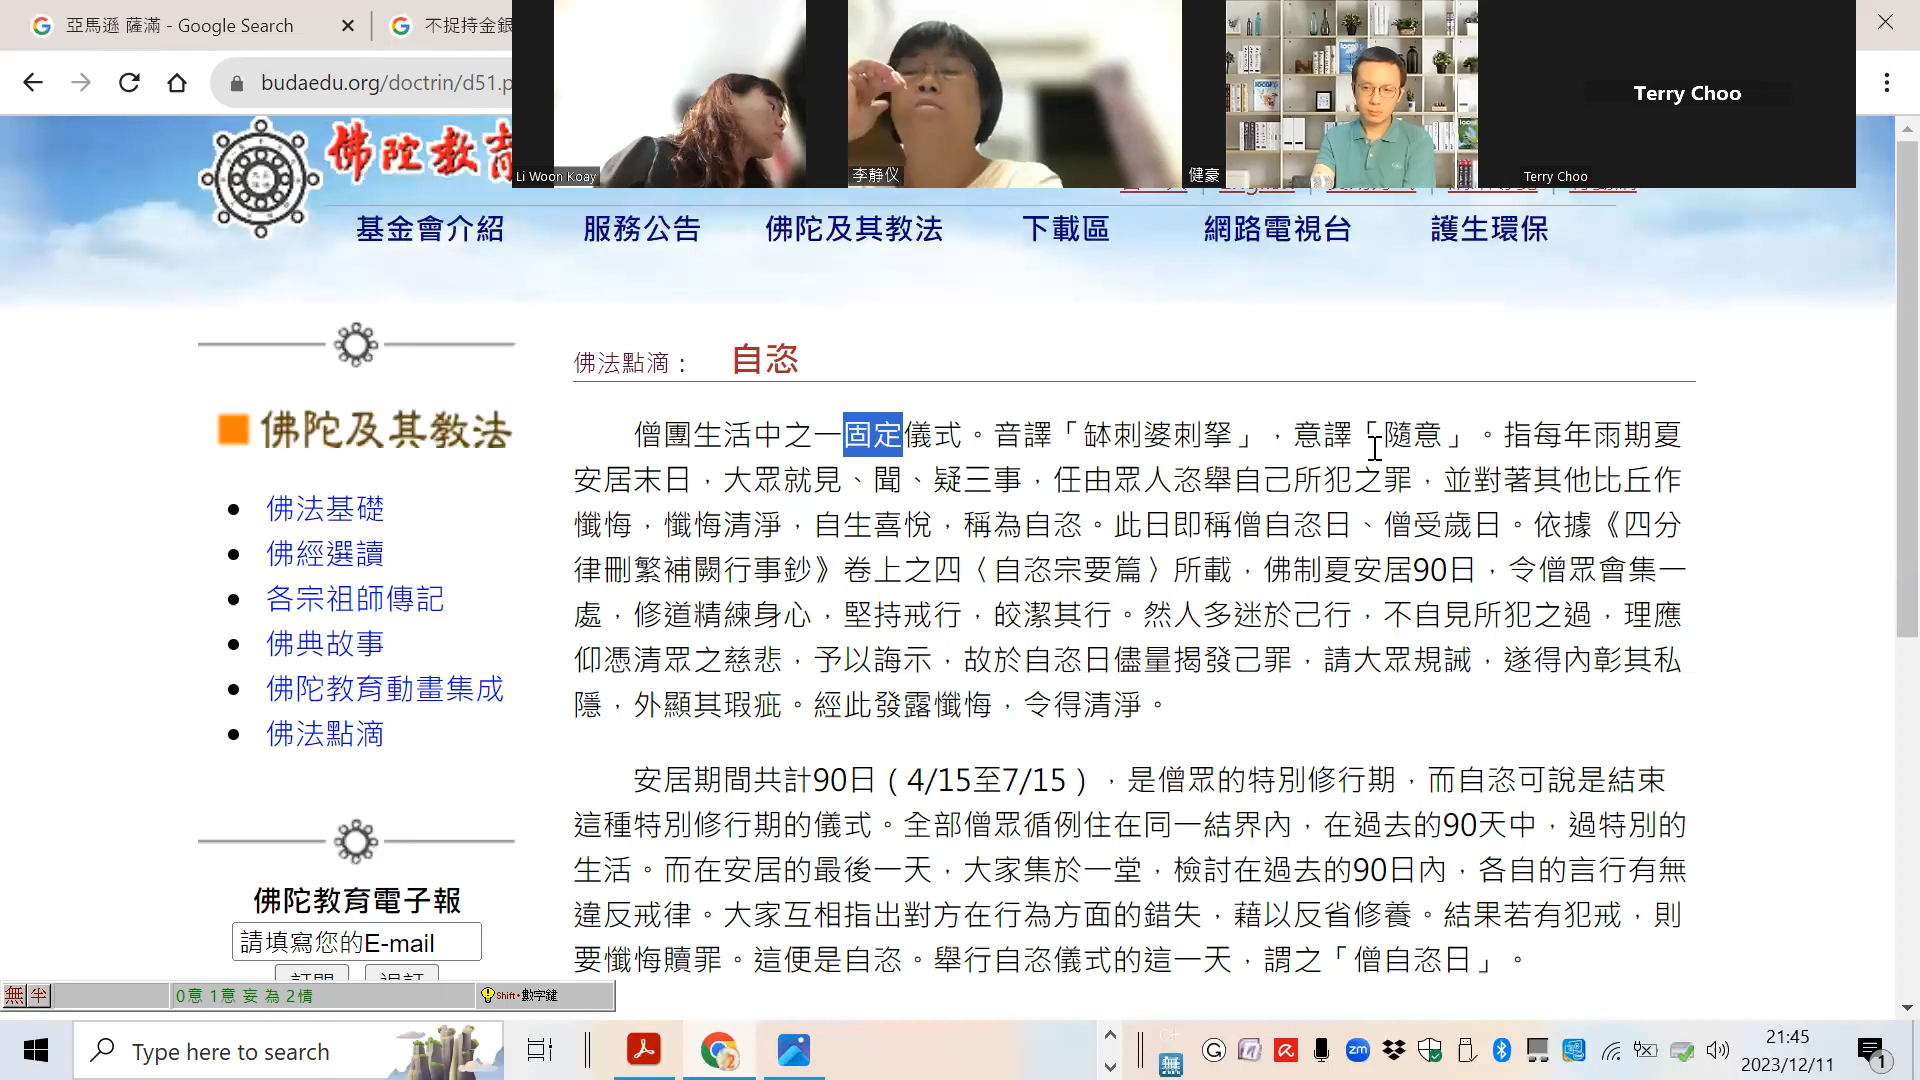 亞馬遜 薩滿 - Google Search
不捉持金銀
budaedu.org/doctrin/d51.p
Li Woon Koay
李静仪
健豪
Terry Choo
Terry Choo
佛陀教育
基金會介紹 服務公告 佛陀及其教法 下載區 網路電視台 護生環保
佛陀及其教法
佛法基礎
佛經選讀
各宗祖師傳記
佛典故事
佛陀教育動畫集成
佛法點滴
佛陀教育電子報
請填寫您的E-mail
訂閱 退訂
佛法點滴： 自恣
僧團生活中之一固定儀式。音譯「缽刺婆刺拏」，意譯「隨意」。指每年雨期夏
安居末日，大眾就見、聞、疑三事，任由眾人恣舉自己所犯之罪，並對著其他比丘作
懺悔，懺悔清淨，自生喜悅，稱為自恣。此日即稱僧自恣日、僧受歲日。依據《四分
律刪繁補闕行事鈔》卷上之四〈自恣宗要篇〉所載，佛制夏安居90日，令僧眾會集一
處，修道精練身心，堅持戒行，皎潔其行。然人多迷於己行，不自見所犯之過，理應
仰憑清眾之慈悲，予以誨示，故於自恣日儘量揭發己罪，請大眾規誡，遂得內彰其私
隱，外顯其瑕疵。經此發露懺悔，令得清淨。
安居期間共計90日（4/15至7/15），是僧眾的特別修行期，而自恣可說是結束
這種特別修行期的儀式。全部僧眾循例住在同一結界內，在過去的90天中，過特別的
生活。而在安居的最後一天，大家集於一堂，檢討在過去的90日內，各自的言行有無
違反戒律。大家互相指出對方在行為方面的錯失，藉以反省修養。結果若有犯戒，則
要懺悔贖罪。這便是自恣。舉行自恣儀式的這一天，謂之「僧自恣日」。
無 半 0意 1意 妄 為 2情 Shift+數字鍵
Type here to search
zm
無
21:45
2023/12/11
1